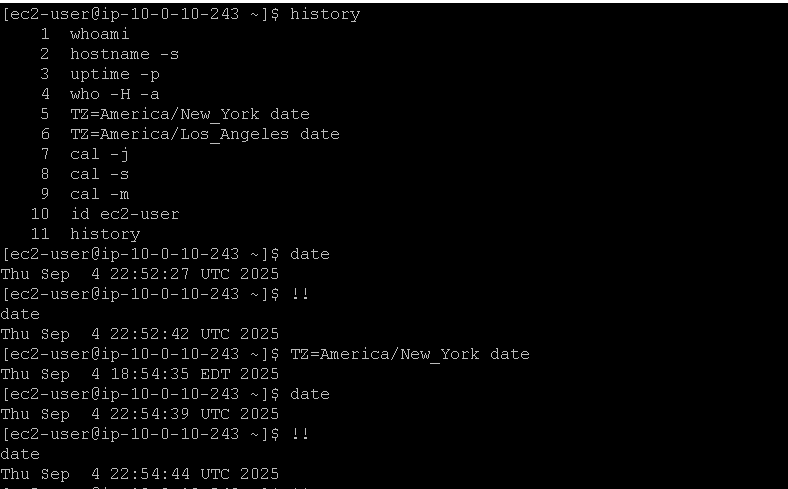 [ec2-user@ip-10-0-10-243 ~]$ history
    1  whoami
    2  hostname -s
    3  uptime -p
    4  who -H -a
    5  TZ=America/New_York date
    6  TZ=America/Los_Angeles date
    7  cal -j
    8  cal -s
    9  cal -m
   10  id ec2-user
   11  history
[ec2-user@ip-10-0-10-243 ~]$ date
Thu Sep  4 22:52:27 UTC 2025
[ec2-user@ip-10-0-10-243 ~]$ !!
date
Thu Sep  4 22:52:42 UTC 2025
[ec2-user@ip-10-0-10-243 ~]$ TZ=America/New_York date
Thu Sep  4 18:54:35 EDT 2025
[ec2-user@ip-10-0-10-243 ~]$ date
Thu Sep  4 22:54:39 UTC 2025
[ec2-user@ip-10-0-10-243 ~]$ !!
date
Thu Sep  4 22:54:44 UTC 2025